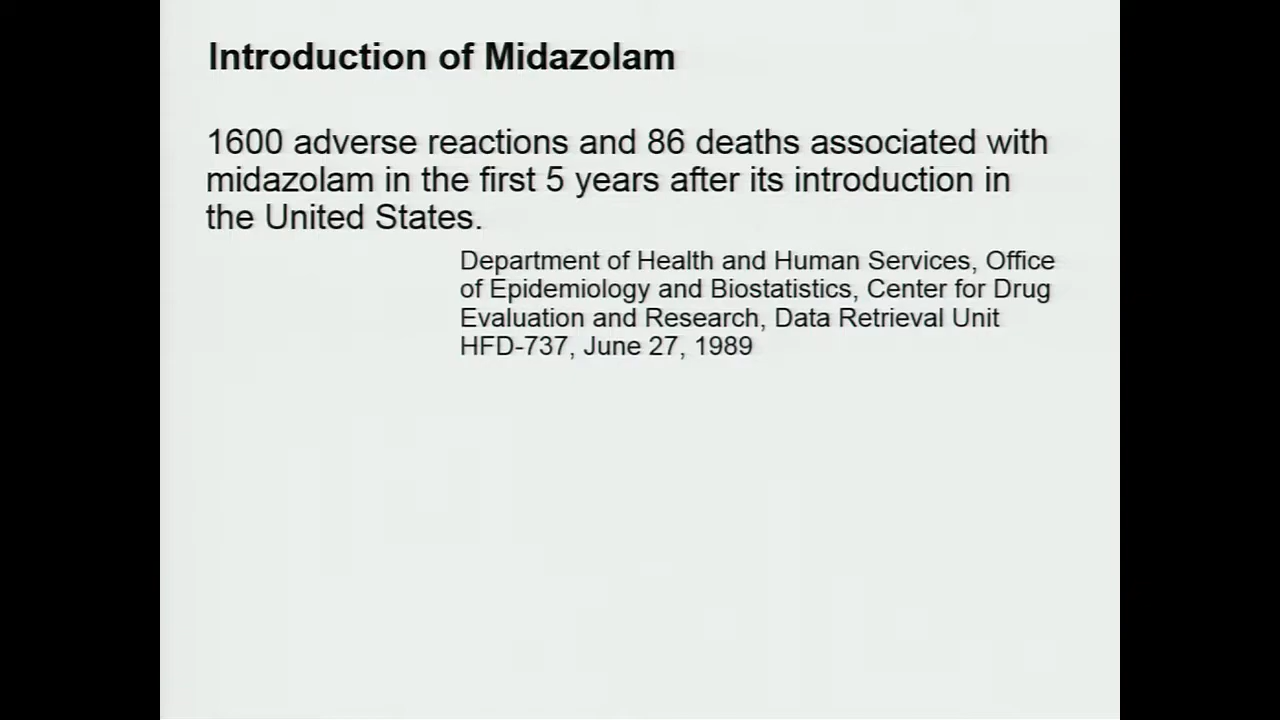 Introduction of Midazolam
1600 adverse reactions and 86 deaths associated with
midazolam in the first 5 years after its introduction in
the United States.
Department of Health and Human Services, Office
of Epidemiology and Biostatistics, Center for Drug
Evaluation and Research, Data Retrieval Unit
HFD-737, June 27, 1989